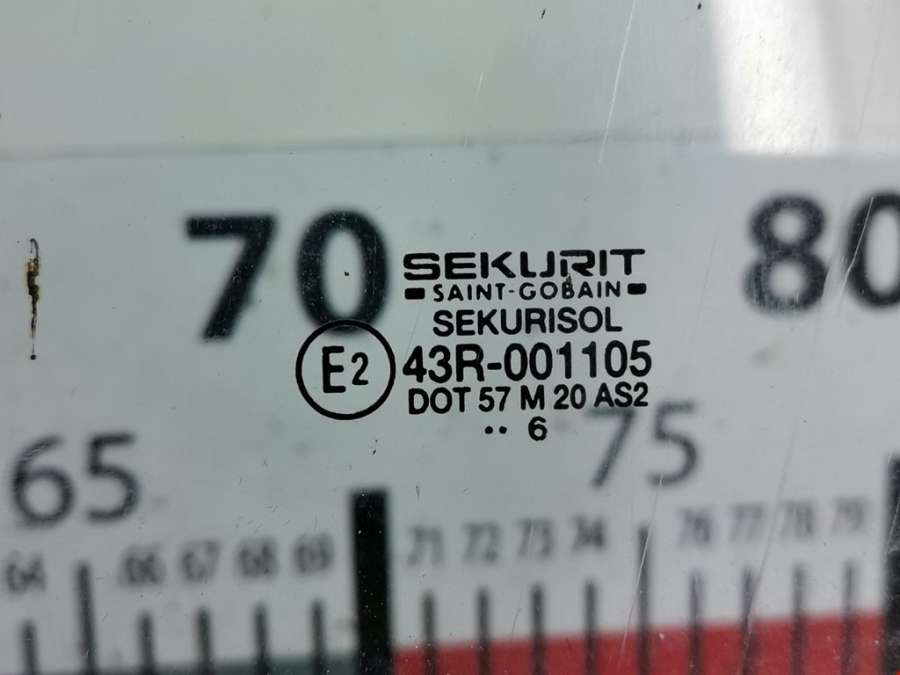 70
80
SEKURIT
SAINT-GOBAIN
SEKURISOL
E2
43R-001105
DOT 57 M 20 AS2
·· 6
65
75
64 66 67 68 69 71 72 73 74 76 77 78 79